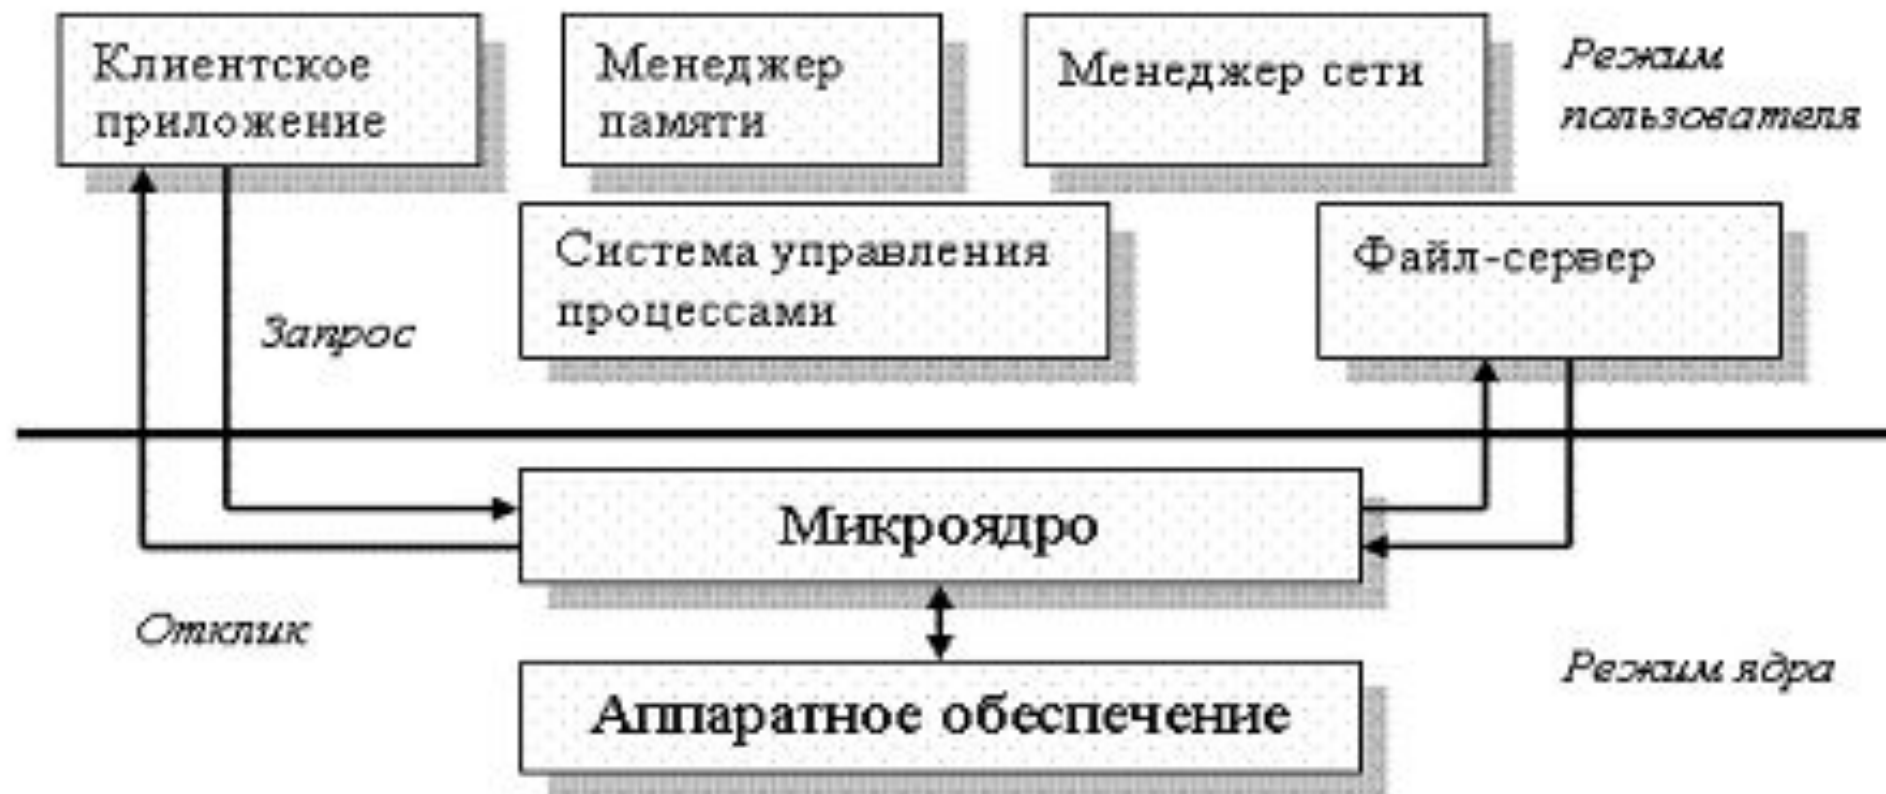 Клиентское
приложение
Менеджер
памяти
Менеджер сети
Режим
пользователя
Система управления
процессами
Файл-сервер
Запрос
Микроядро
Отклик
Режим ядра
Аппаратное обеспечение